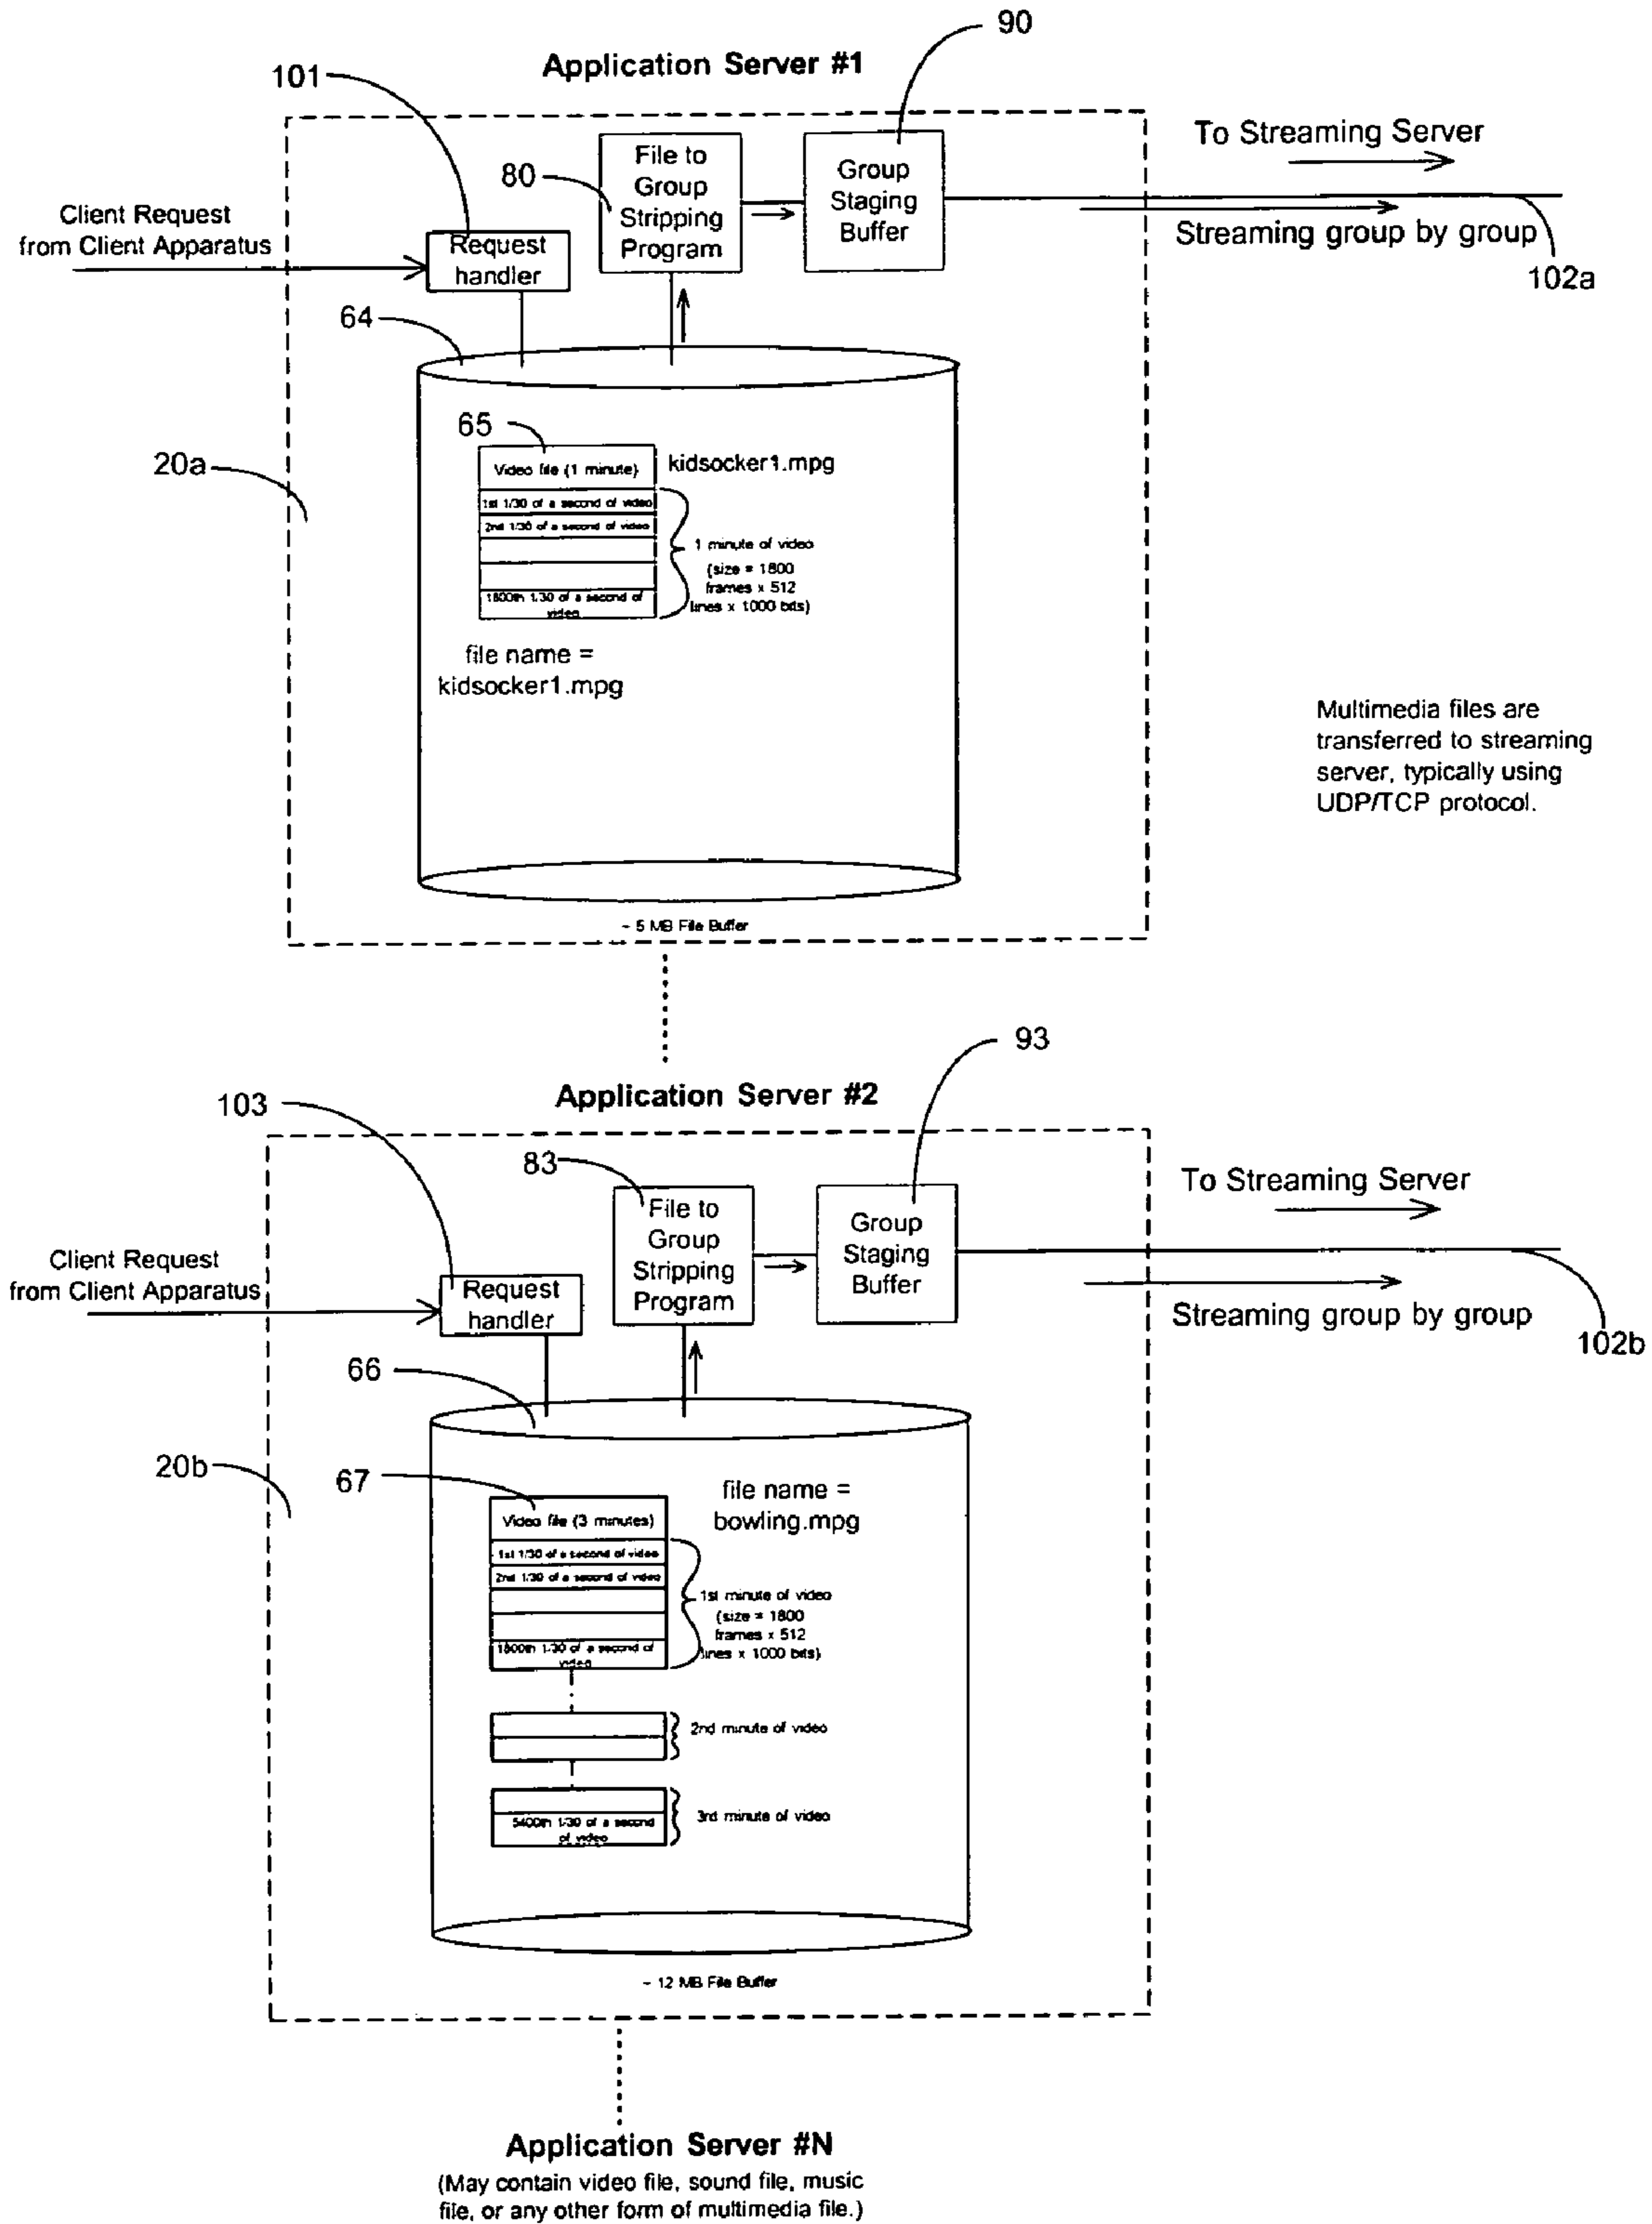 90
Application Server #1
101
To Streaming Server
File to
Group
Stripping
Program
80
Group
Staging
Buffer
Client Request
from Client Apparatus
Request
handler
Streaming group by group
102a
64
65
Video file (1 minute)
kidsocker1.mpg
20a
1st 1/30 of a second of video
2nd 1/30 of a second of video
1 minute of video
(size = 1800
frames x 512
lines x 1000 bits)
1800th 1/30 of a second of
video
file name =
kidsocker1.mpg
Multimedia files are
transferred to streaming
server, typically using
UDP/TCP protocol.
~ 5 MB File Buffer
93
Application Server #2
103
83
To Streaming Server
File to
Group
Stripping
Program
Group
Staging
Buffer
Client Request
from Client Apparatus
Request
handler
Streaming group by group
102b
66
20b
67
file name =
bowling.mpg
Video file (3 minutes)
1st 1/30 of a second of video
2nd 1/30 of a second of video
1st minute of video
(size = 1800
frames x 512
lines x 1000 bits)
1800th 1/30 of a second of
video
2nd minute of video
3rd minute of video
5400th 1/30 of a second
of video
~ 12 MB File Buffer
Application Server #N
(May contain video file, sound file, music
file, or any other form of multimedia file.)